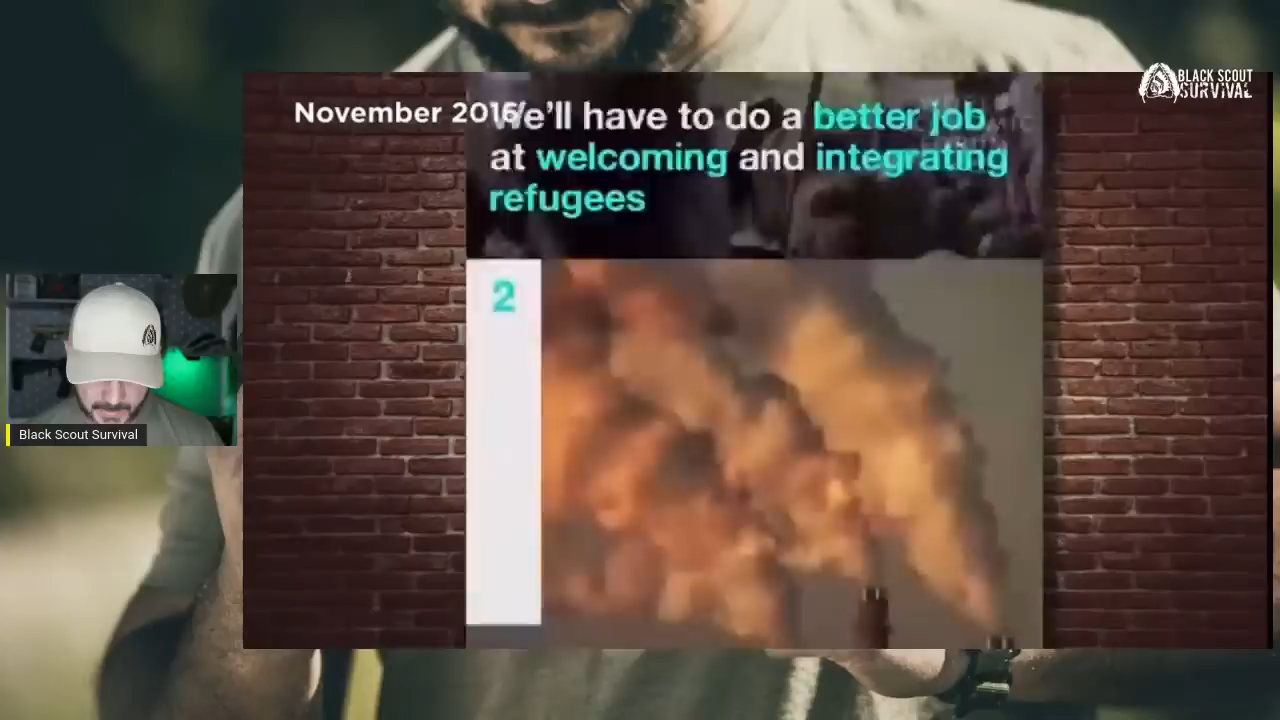 BLACK SCOUT
SURVIVAL
November 2016
We'll have to do a better job
at welcoming and integrating
refugees
2
Black Scout Survival